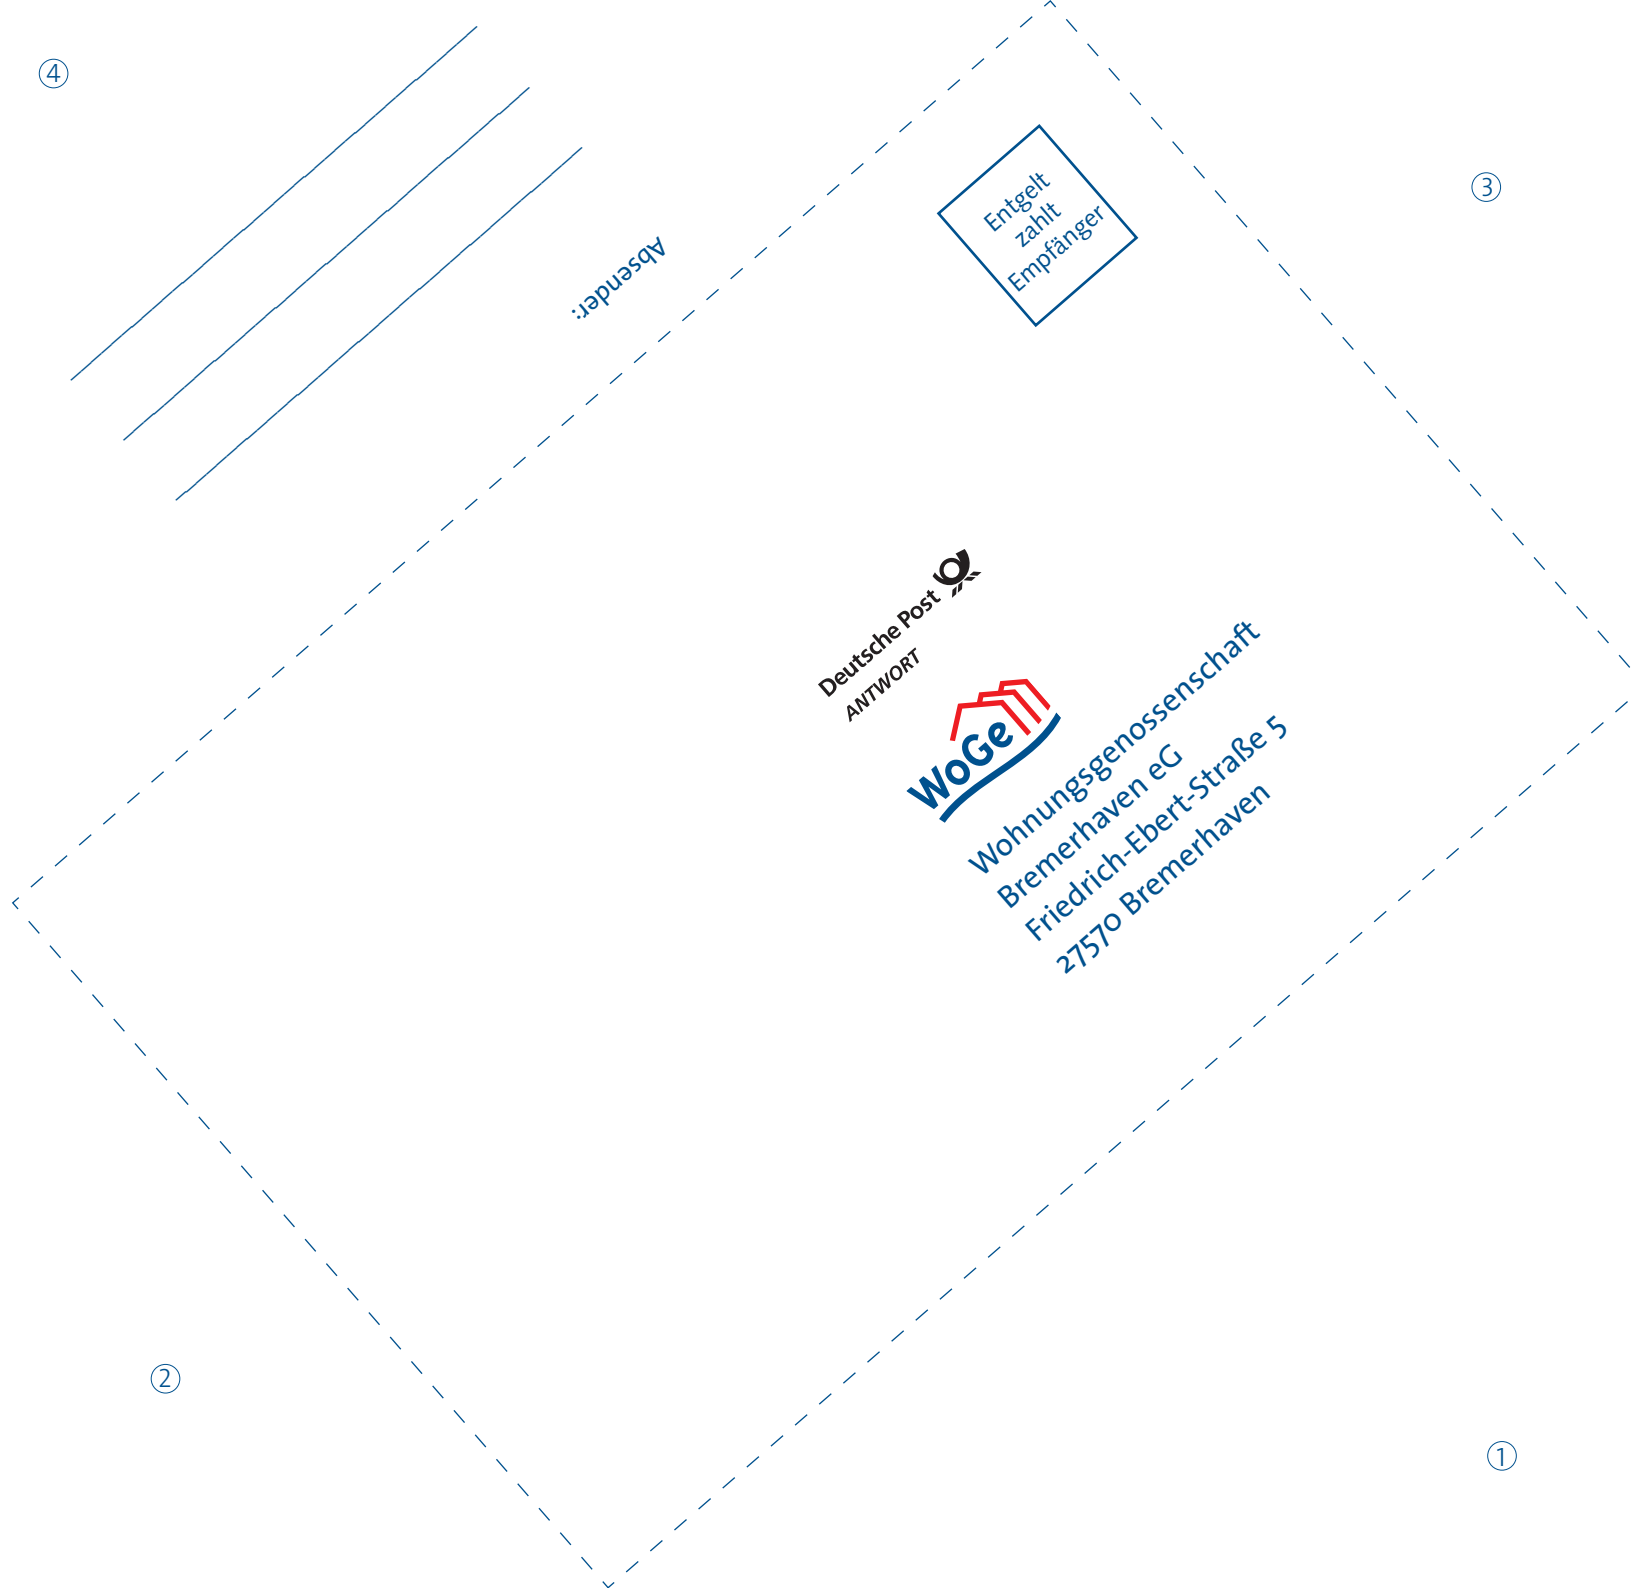 ④
③
Entgelt
zahlt
Empfänger
Absender:
Deutsche Post
ANTWORT
WoGe
Wohnungsgenossenschaft
Bremerhaven eG
Friedrich-Ebert-Straße 5
27570 Bremerhaven
②
①